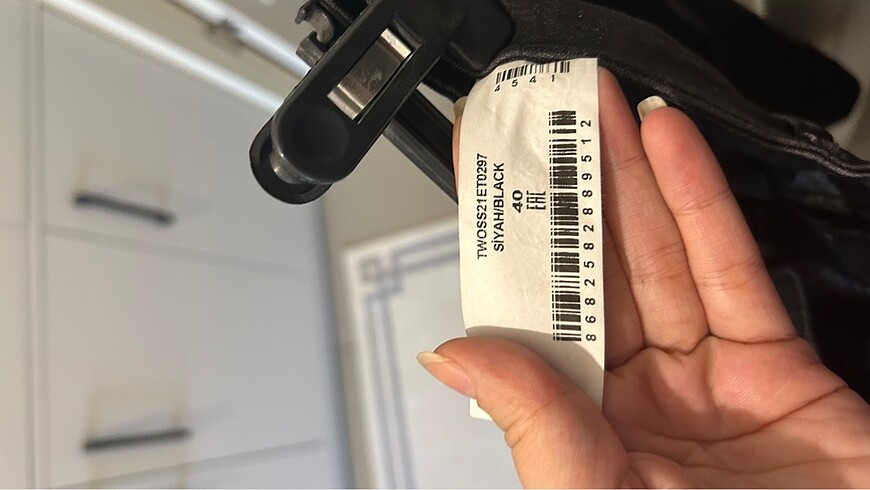 4541
TWOSS21ET0297
SİYAH/BLACK
40
EAC
8682582889512